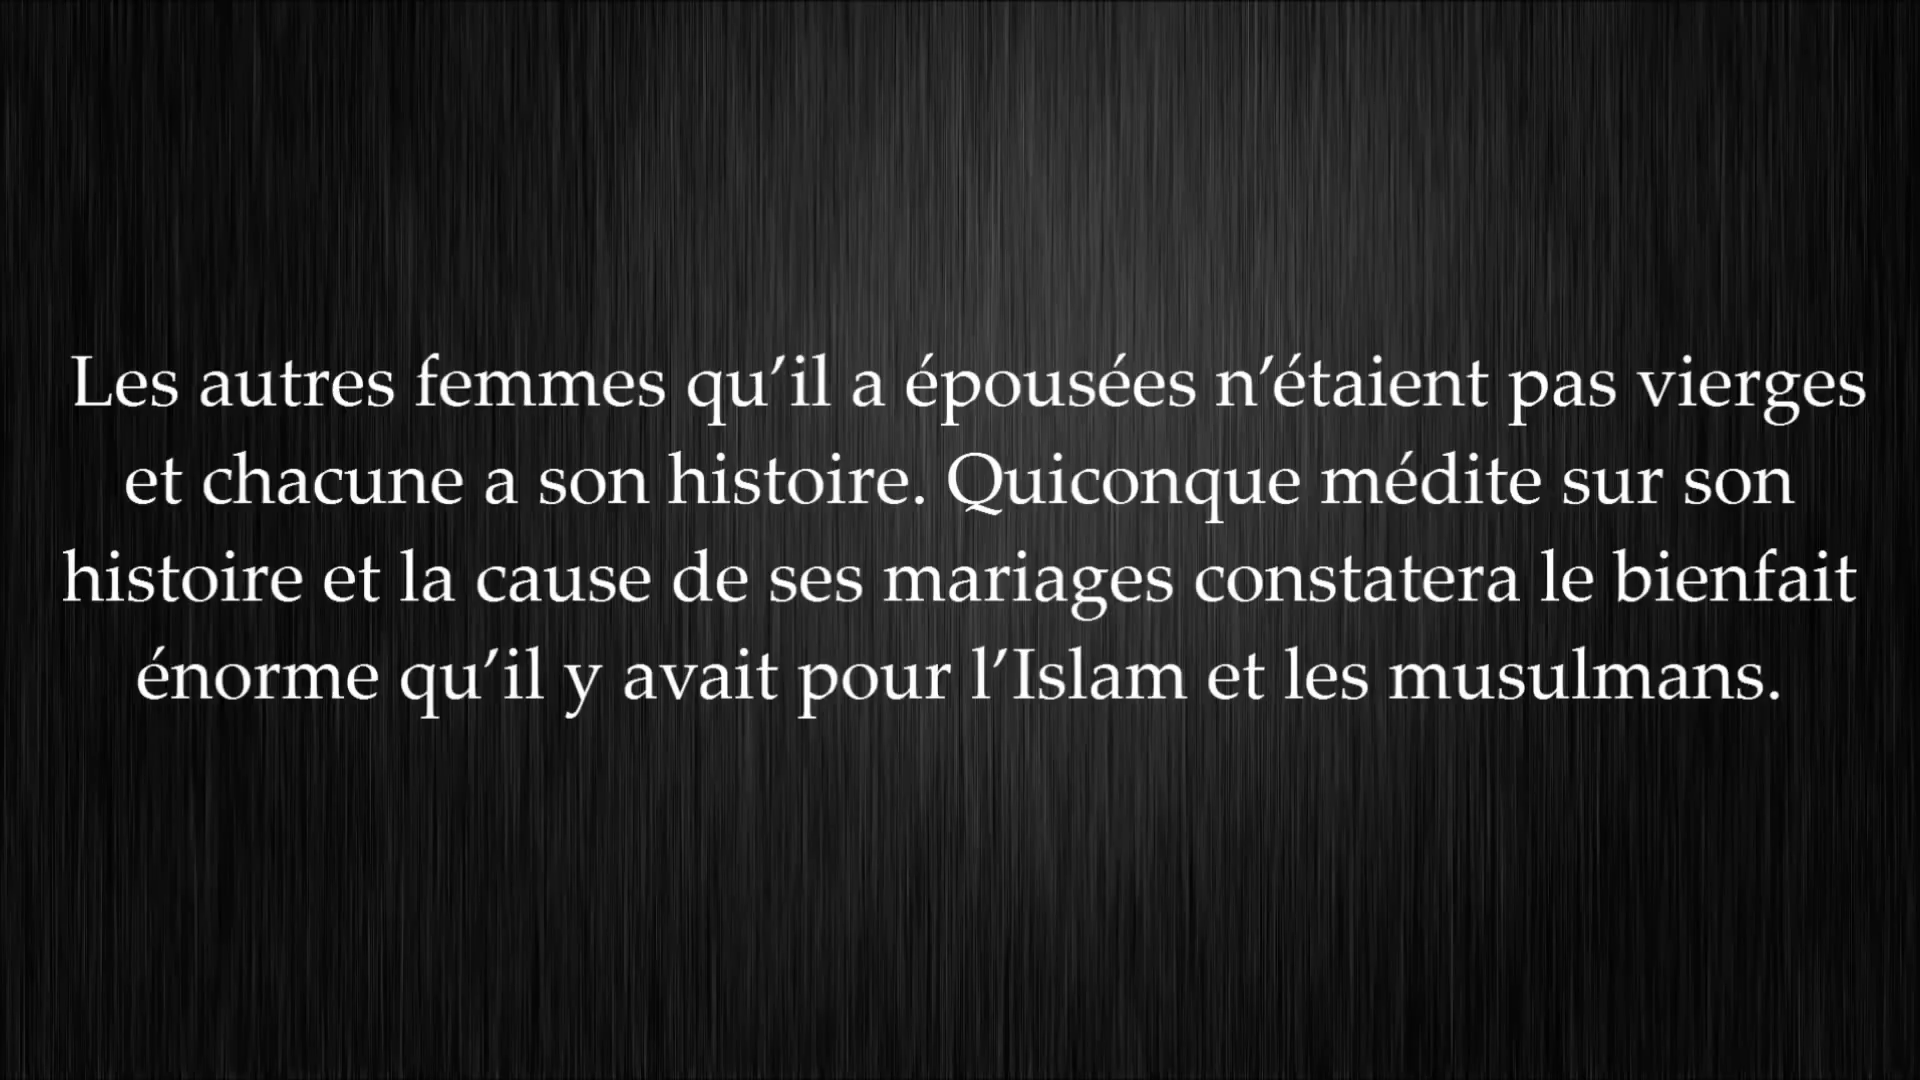 Les autres femmes qu’il a épousées n’étaient pas vierges
et chacune a son histoire. Quiconque médite sur son
histoire et la cause de ses mariages constatera le bienfait
énorme qu’il y avait pour l’Islam et les musulmans.